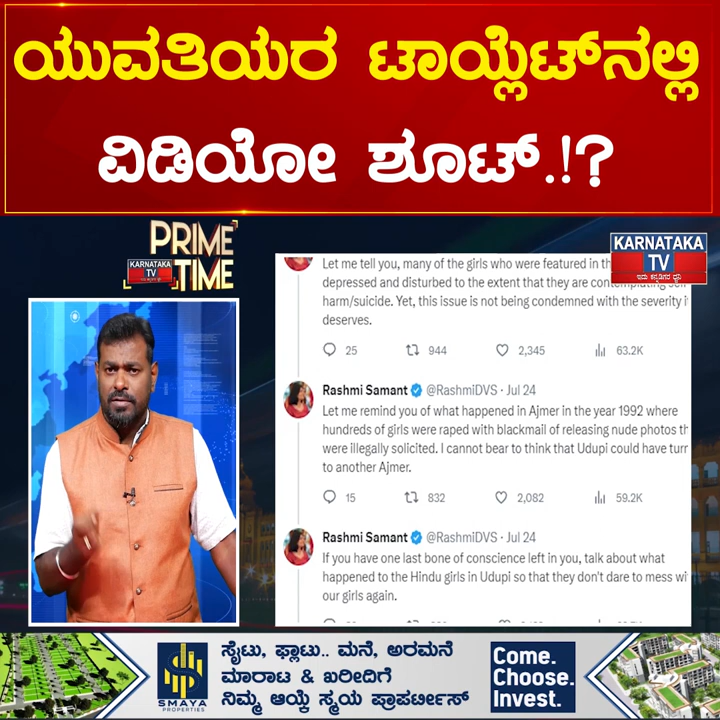 ಯುವತಿಯರ ಟಾಯ್ಲೆಟ್‌ನಲ್ಲಿ
ವಿಡಿಯೋ ಶೂಟ್.!?
PRIME
TIME
KARNATAKA
TV
KARNATAKA
TV
ಇದು ಕನ್ನಡಿಗರ ಧ್ವನಿ
Let me tell you, many of the girls who were featured in th
depressed and disturbed to the extent that they are contemplating self
harm/suicide. Yet, this issue is not being condemned with the severity i
deserves.
25 944 2,345 63.2K
Rashmi Samant @RashmiDVS · Jul 24
Let me remind you of what happened in Ajmer in the year 1992 where
hundreds of girls were raped with blackmail of releasing nude photos th
were illegally solicited. I cannot bear to think that Udupi could have turr
to another Ajmer.
15 832 2,082 59.2K
Rashmi Samant @RashmiDVS · Jul 24
If you have one last bone of conscience left in you, talk about what
happened to the Hindu girls in Udupi so that they don't dare to mess wi
our girls again.
SMAYA
PROPERTIES
ಸೈಟು, ಫ್ಲಾಟು.. ಮನೆ, ಅರಮನೆ
ಮಾರಾಟ & ಖರೀದಿಗೆ
ನಿಮ್ಮ ಆಯ್ಕೆ ಸ್ಮಯ ಪ್ರಾಪರ್ಟೀಸ್
Come.
Choose.
Invest.